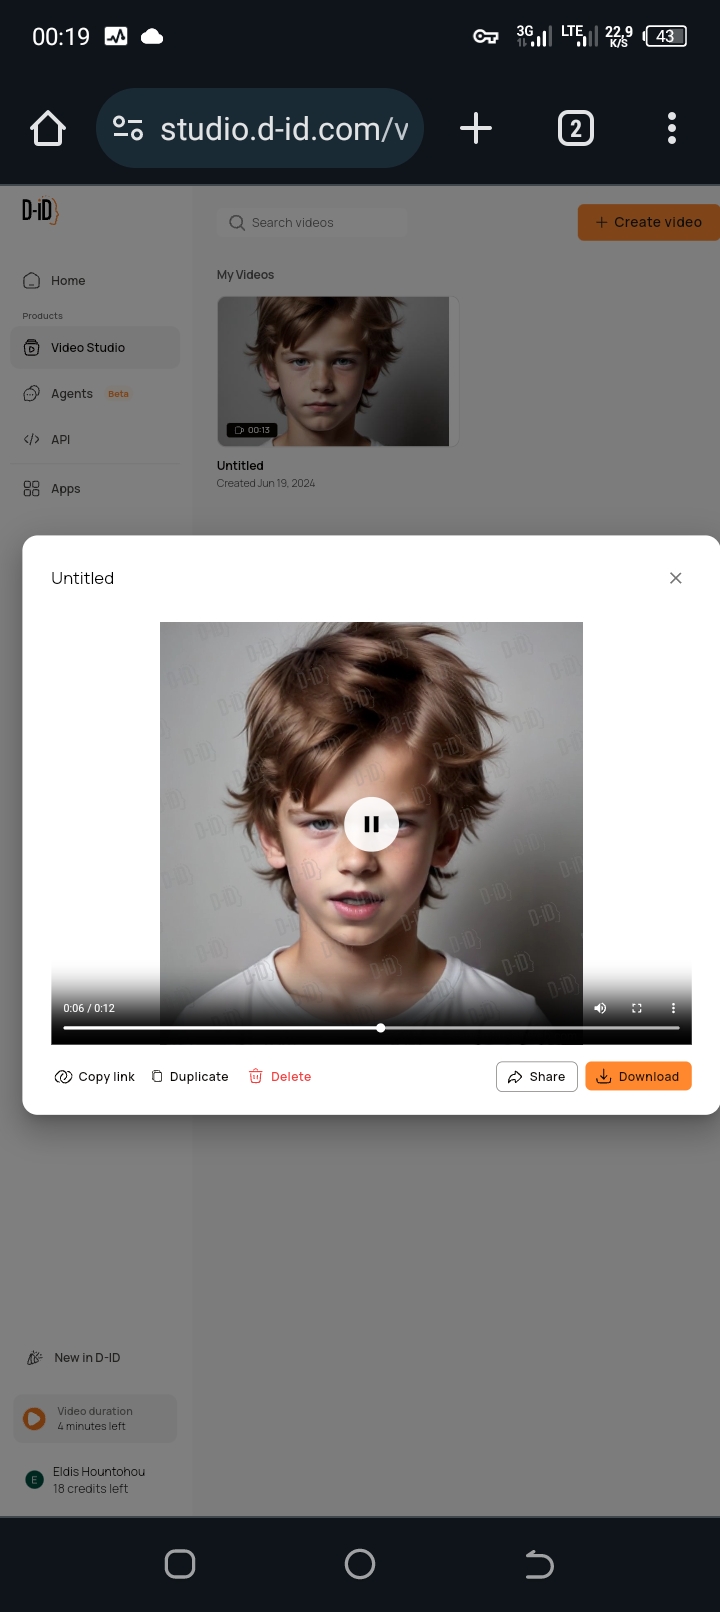 00:19
3G
LTE
22,9
K/S
43
studio.d-id.com/v
2
D-iD}
Search videos
+ Create video
Home
My Videos
Products
Video Studio
Agents Beta
API
Apps
00:13
Untitled
Created Jun 19, 2024
Untitled
D-iD}
0:06 / 0:12
Copy link
Duplicate
Delete
Share
Download
New in D-ID
Video duration
4 minutes left
E
Eldis Hountohou
18 credits left